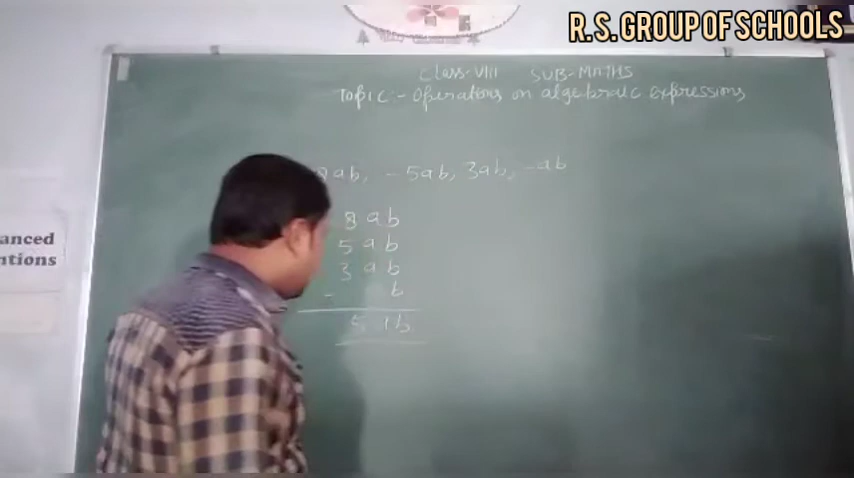 R.S. GROUP OF SCHOOLS
Class-VIII SUB-MATHS
Topic:- Operations on algebraic expressions
8ab, - 5ab, 3ab, -ab
8 a b
5 a b
3 a b
- b
5 b
anced
ntions